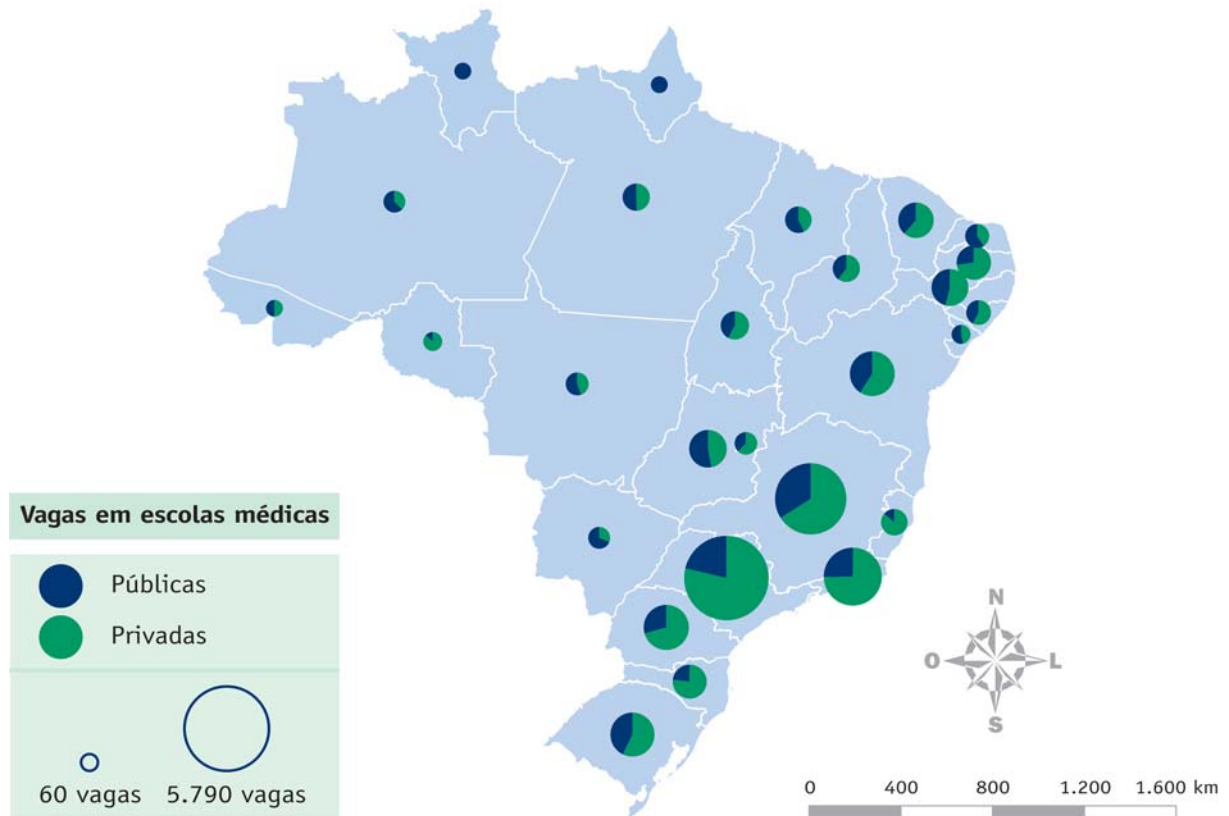 Vagas em escolas médicas
Públicas
Privadas
60 vagas 5.790 vagas
N
O L
S
0 400 800 1.200 1.600 km